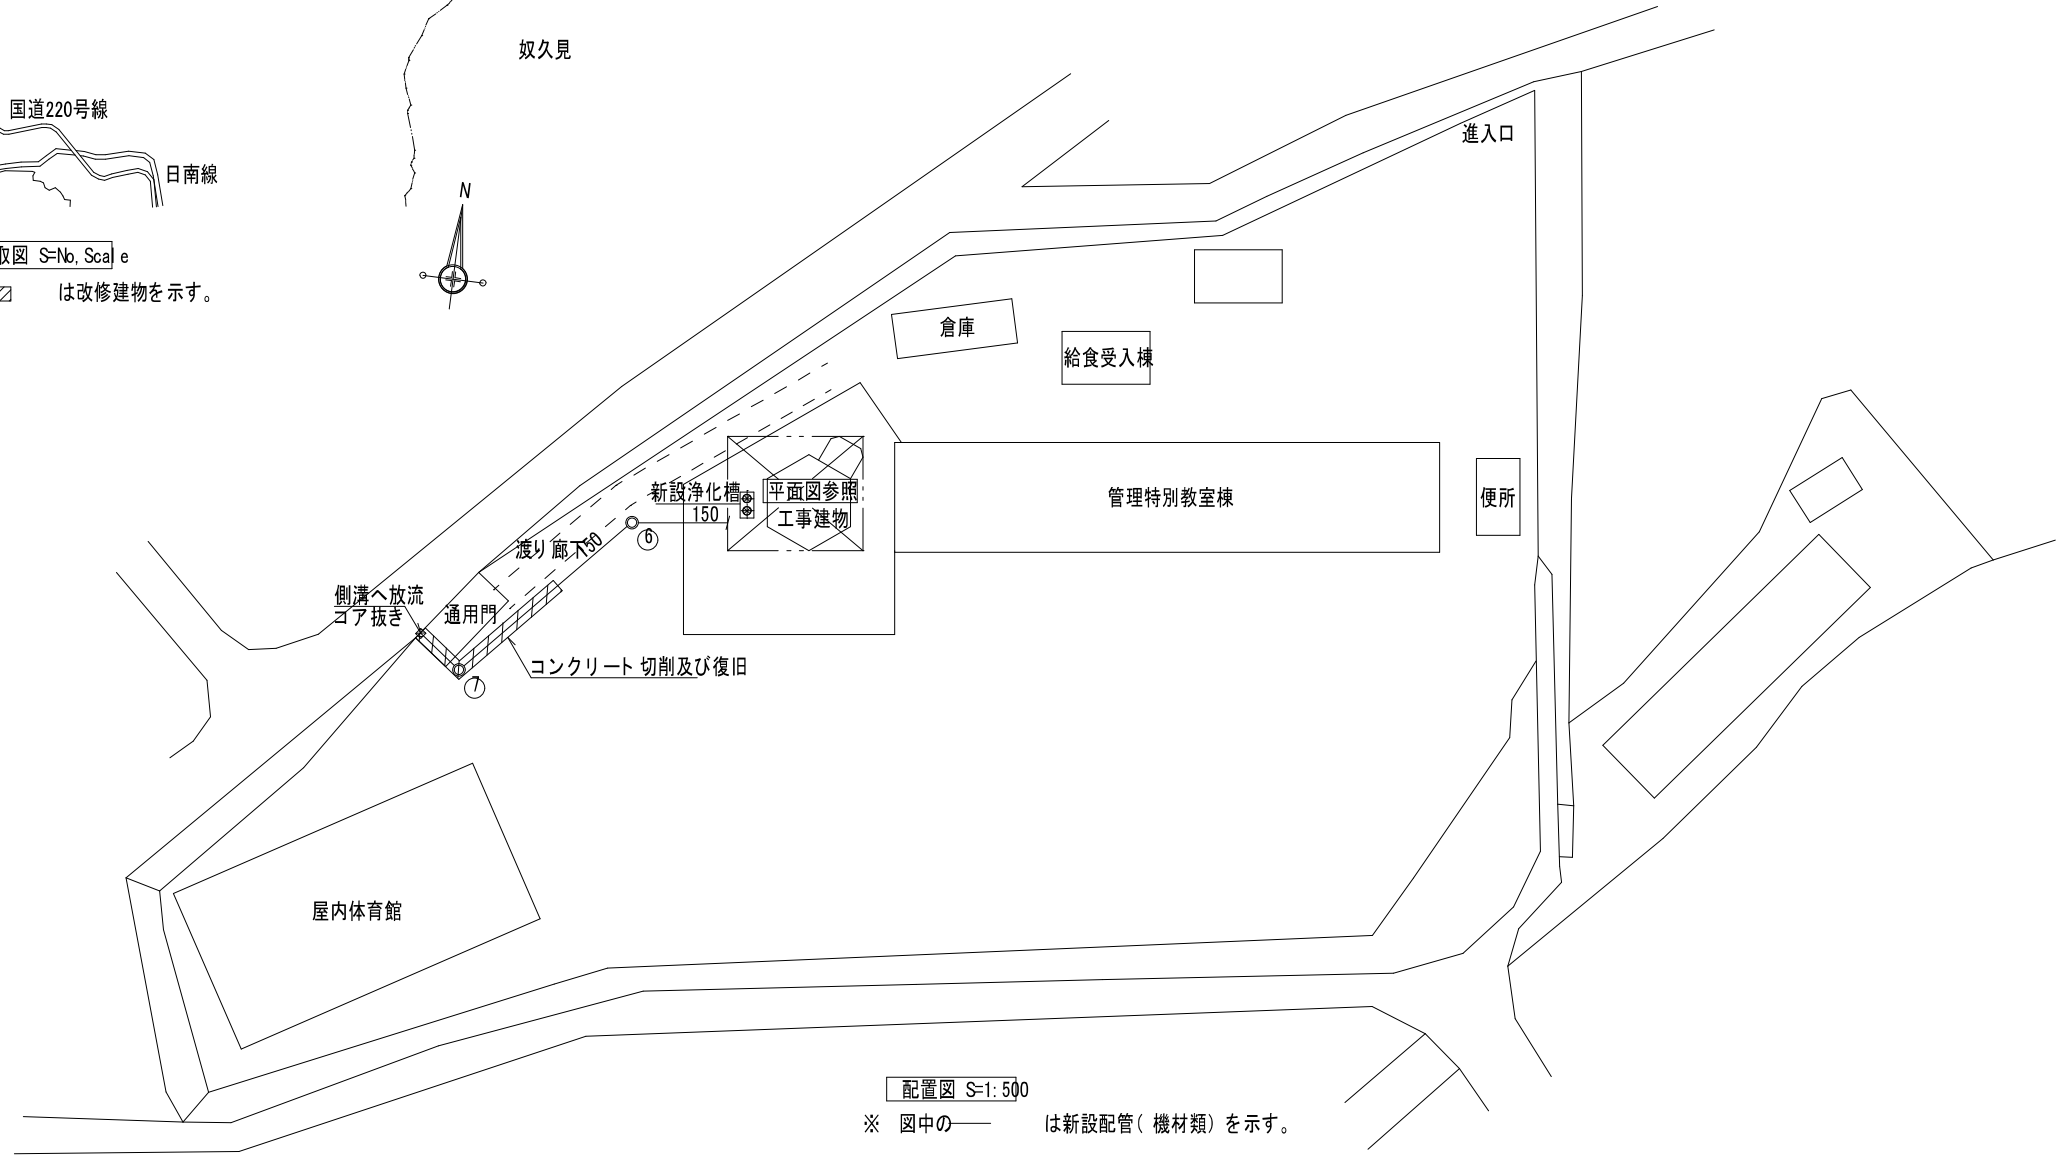 奴久見
国道220号線
進入口
日南線
N
取図 S=No,Scale
は改修建物を示す。
倉庫
給食受入棟
新設浄化槽
平面図参照
管理特別教室棟
便所
150
工事建物
6
渡り廊下
150
側溝へ放流
コア抜き
通用門
コンクリート切削及び復旧
7
屋内体育館
配置図 S=1:500
※ 図中の は新設配管(機材類)を示す。